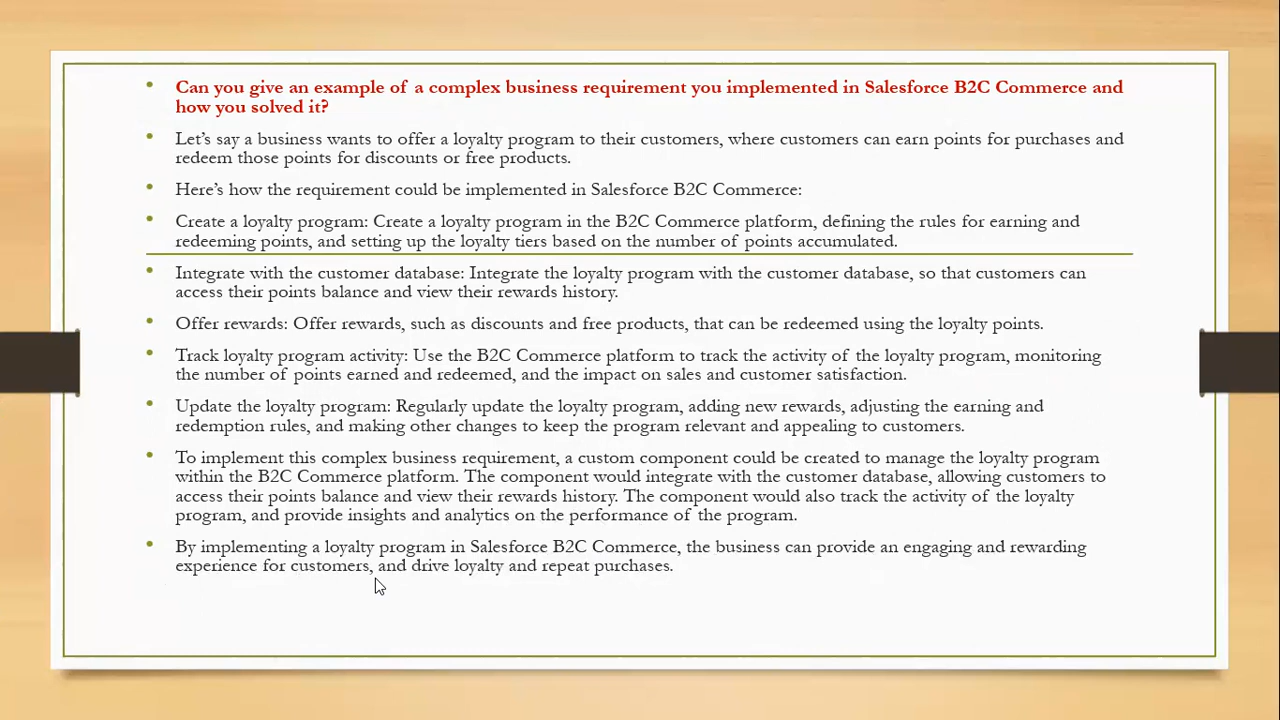 Can you give an example of a complex business requirement you implemented in Salesforce B2C Commerce and
how you solved it?
Let's say a business wants to offer a loyalty program to their customers, where customers can earn points for purchases and
redeem those points for discounts or free products.
Here's how the requirement could be implemented in Salesforce B2C Commerce:
Create a loyalty program: Create a loyalty program in the B2C Commerce platform, defining the rules for earning and
redeeming points, and setting up the loyalty tiers based on the number of points accumulated.
Integrate with the customer database: Integrate the loyalty program with the customer database, so that customers can
access their points balance and view their rewards history.
Offer rewards: Offer rewards, such as discounts and free products, that can be redeemed using the loyalty points.
Track loyalty program activity: Use the B2C Commerce platform to track the activity of the loyalty program, monitoring
the number of points earned and redeemed, and the impact on sales and customer satisfaction.
Update the loyalty program: Regularly update the loyalty program, adding new rewards, adjusting the earning and
redemption rules, and making other changes to keep the program relevant and appealing to customers.
To implement this complex business requirement, a custom component could be created to manage the loyalty program
within the B2C Commerce platform. The component would integrate with the customer database, allowing customers to
access their points balance and view their rewards history. The component would also track the activity of the loyalty
program, and provide insights and analytics on the performance of the program.
By implementing a loyalty program in Salesforce B2C Commerce, the business can provide an engaging and rewarding
experience for customers, and drive loyalty and repeat purchases.